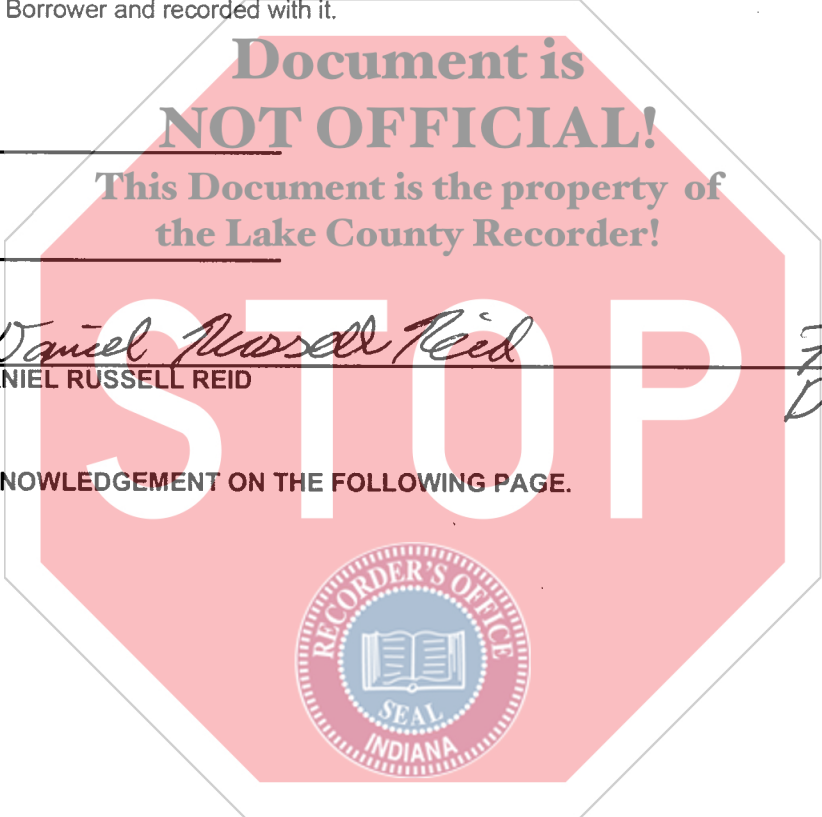 Borrower and recorded with it.
Document is
NOT OFFICIAL!
This Document is the property of
the Lake County Recorder!
Daniel Russell Reid
NIEL RUSSELL REID
STOP
NOWLEDGEMENT ON THE FOLLOWING PAGE.
RECORDER'S OFFICE
SEAL
INDIANA